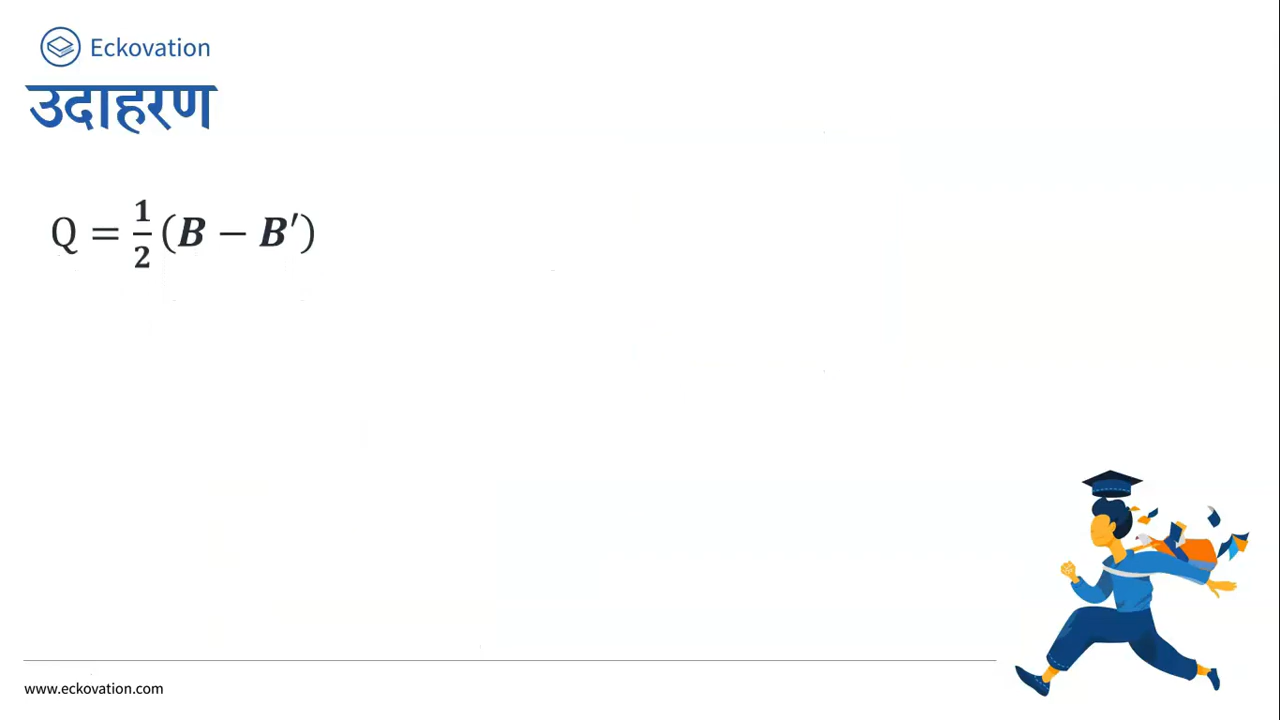 Eckovation
उदाहरण
Q = 1/2 (B − B′)
www.eckovation.com